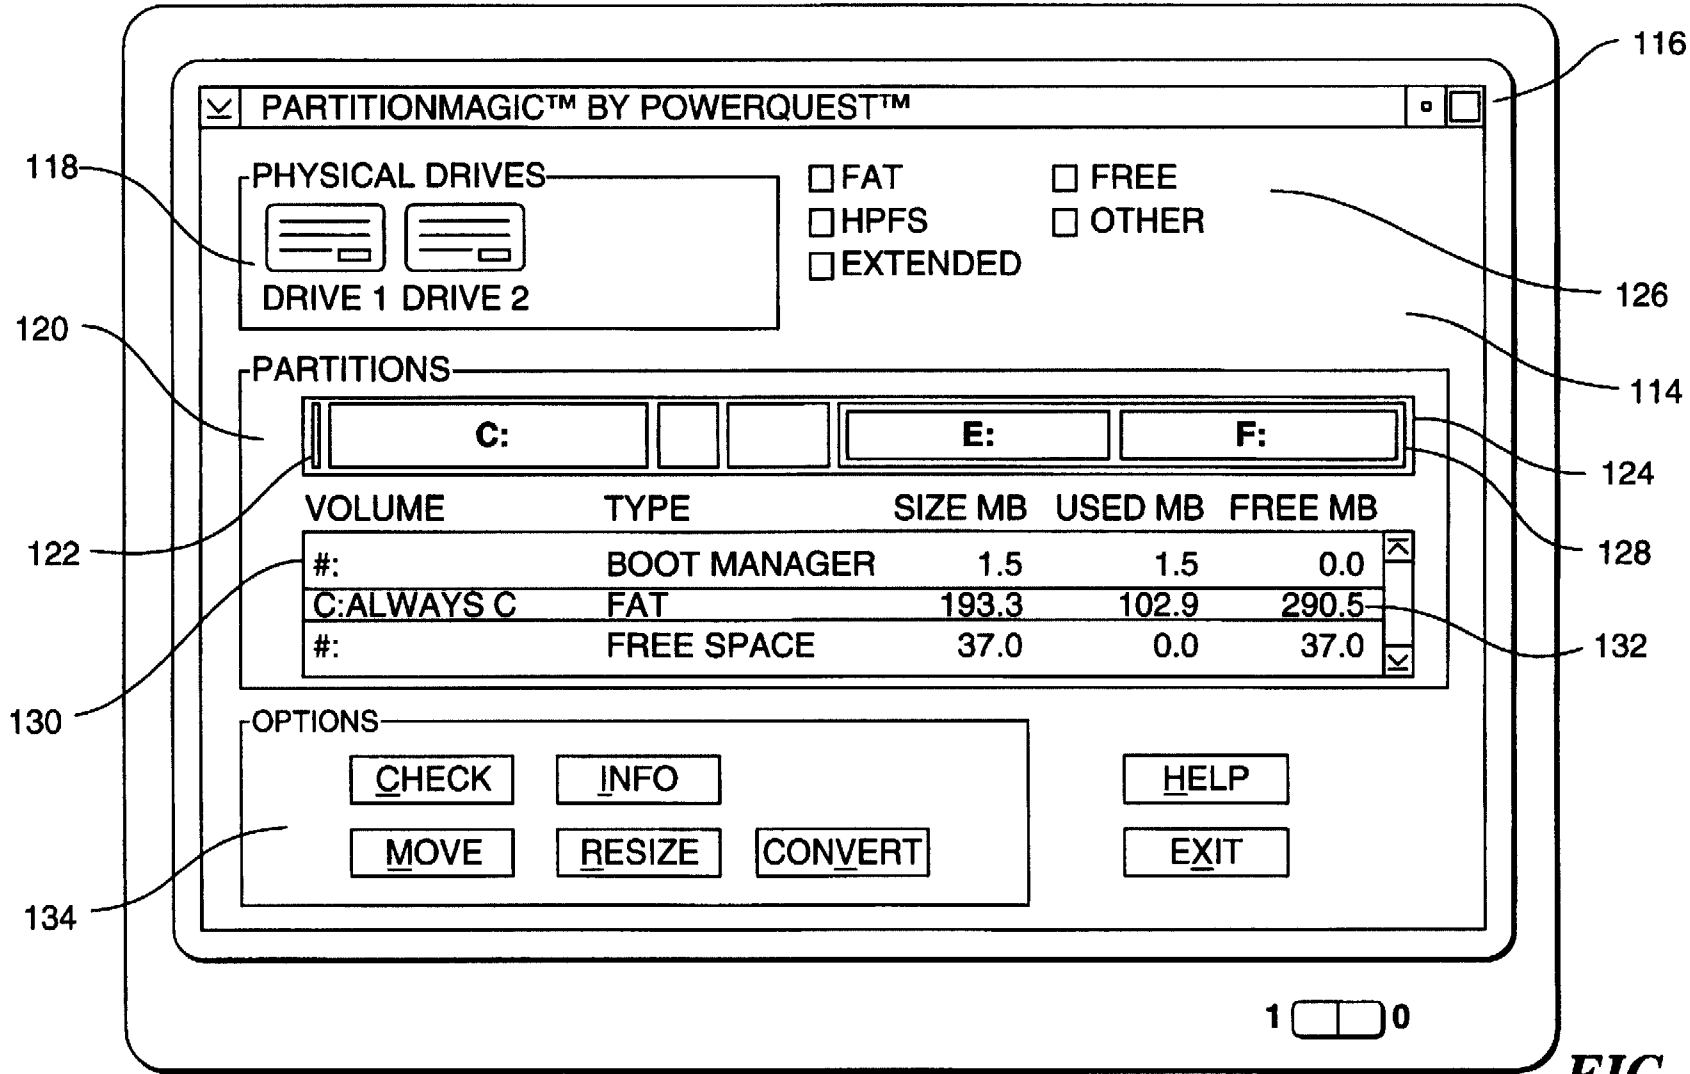 116
PARTITIONMAGIC™ BY POWERQUEST™
118
PHYSICAL DRIVES
FAT FREE
HPFS OTHER
EXTENDED
DRIVE 1 DRIVE 2
126
120
PARTITIONS
114
C: E: F:
124
VOLUME TYPE SIZE MB USED MB FREE MB
122
128
#: BOOT MANAGER 1.5 1.5 0.0
C:ALWAYS C FAT 193.3 102.9 290.5
#: FREE SPACE 37.0 0.0 37.0
132
130
OPTIONS
CHECK INFO HELP
MOVE RESIZE CONVERT EXIT
134
1 0
FIG